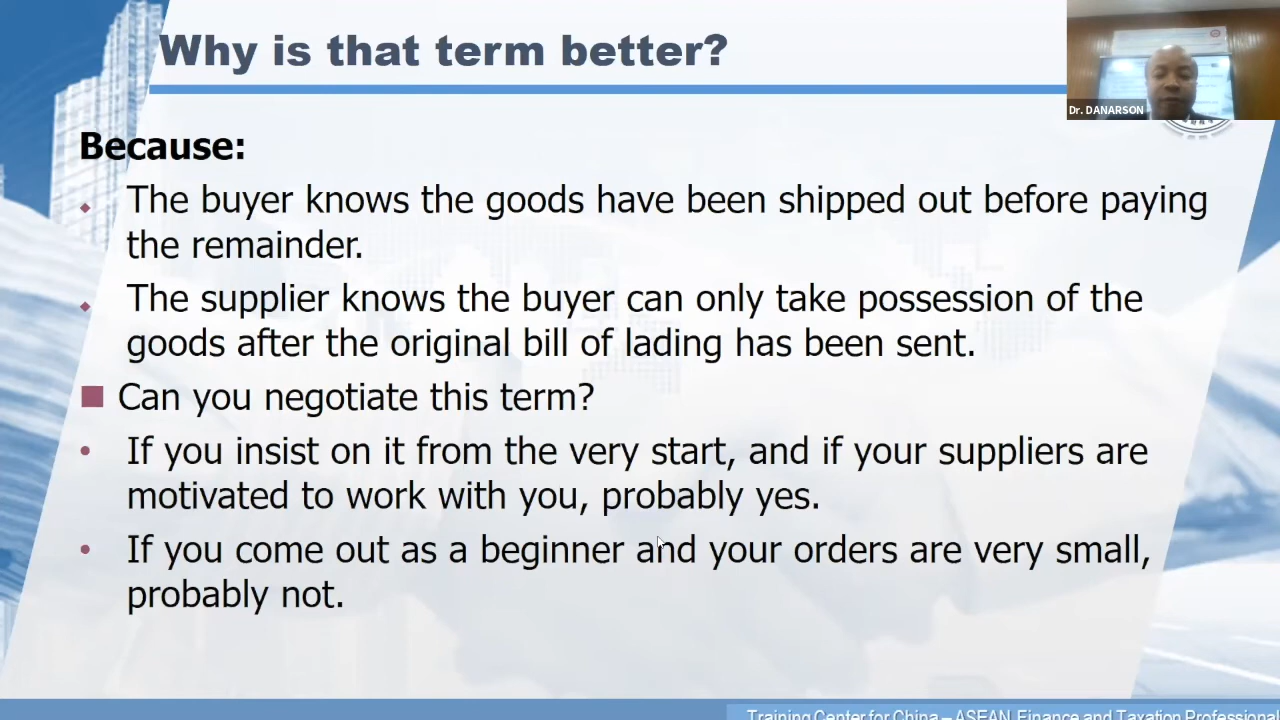 Why is that term better?
Dr. DANARSON
Because:
The buyer knows the goods have been shipped out before paying
the remainder.
The supplier knows the buyer can only take possession of the
goods after the original bill of lading has been sent.
Can you negotiate this term?
If you insist on it from the very start, and if your suppliers are
motivated to work with you, probably yes.
If you come out as a beginner and your orders are very small,
probably not.
Training Center for China – ASEAN Finance and Taxation Professional